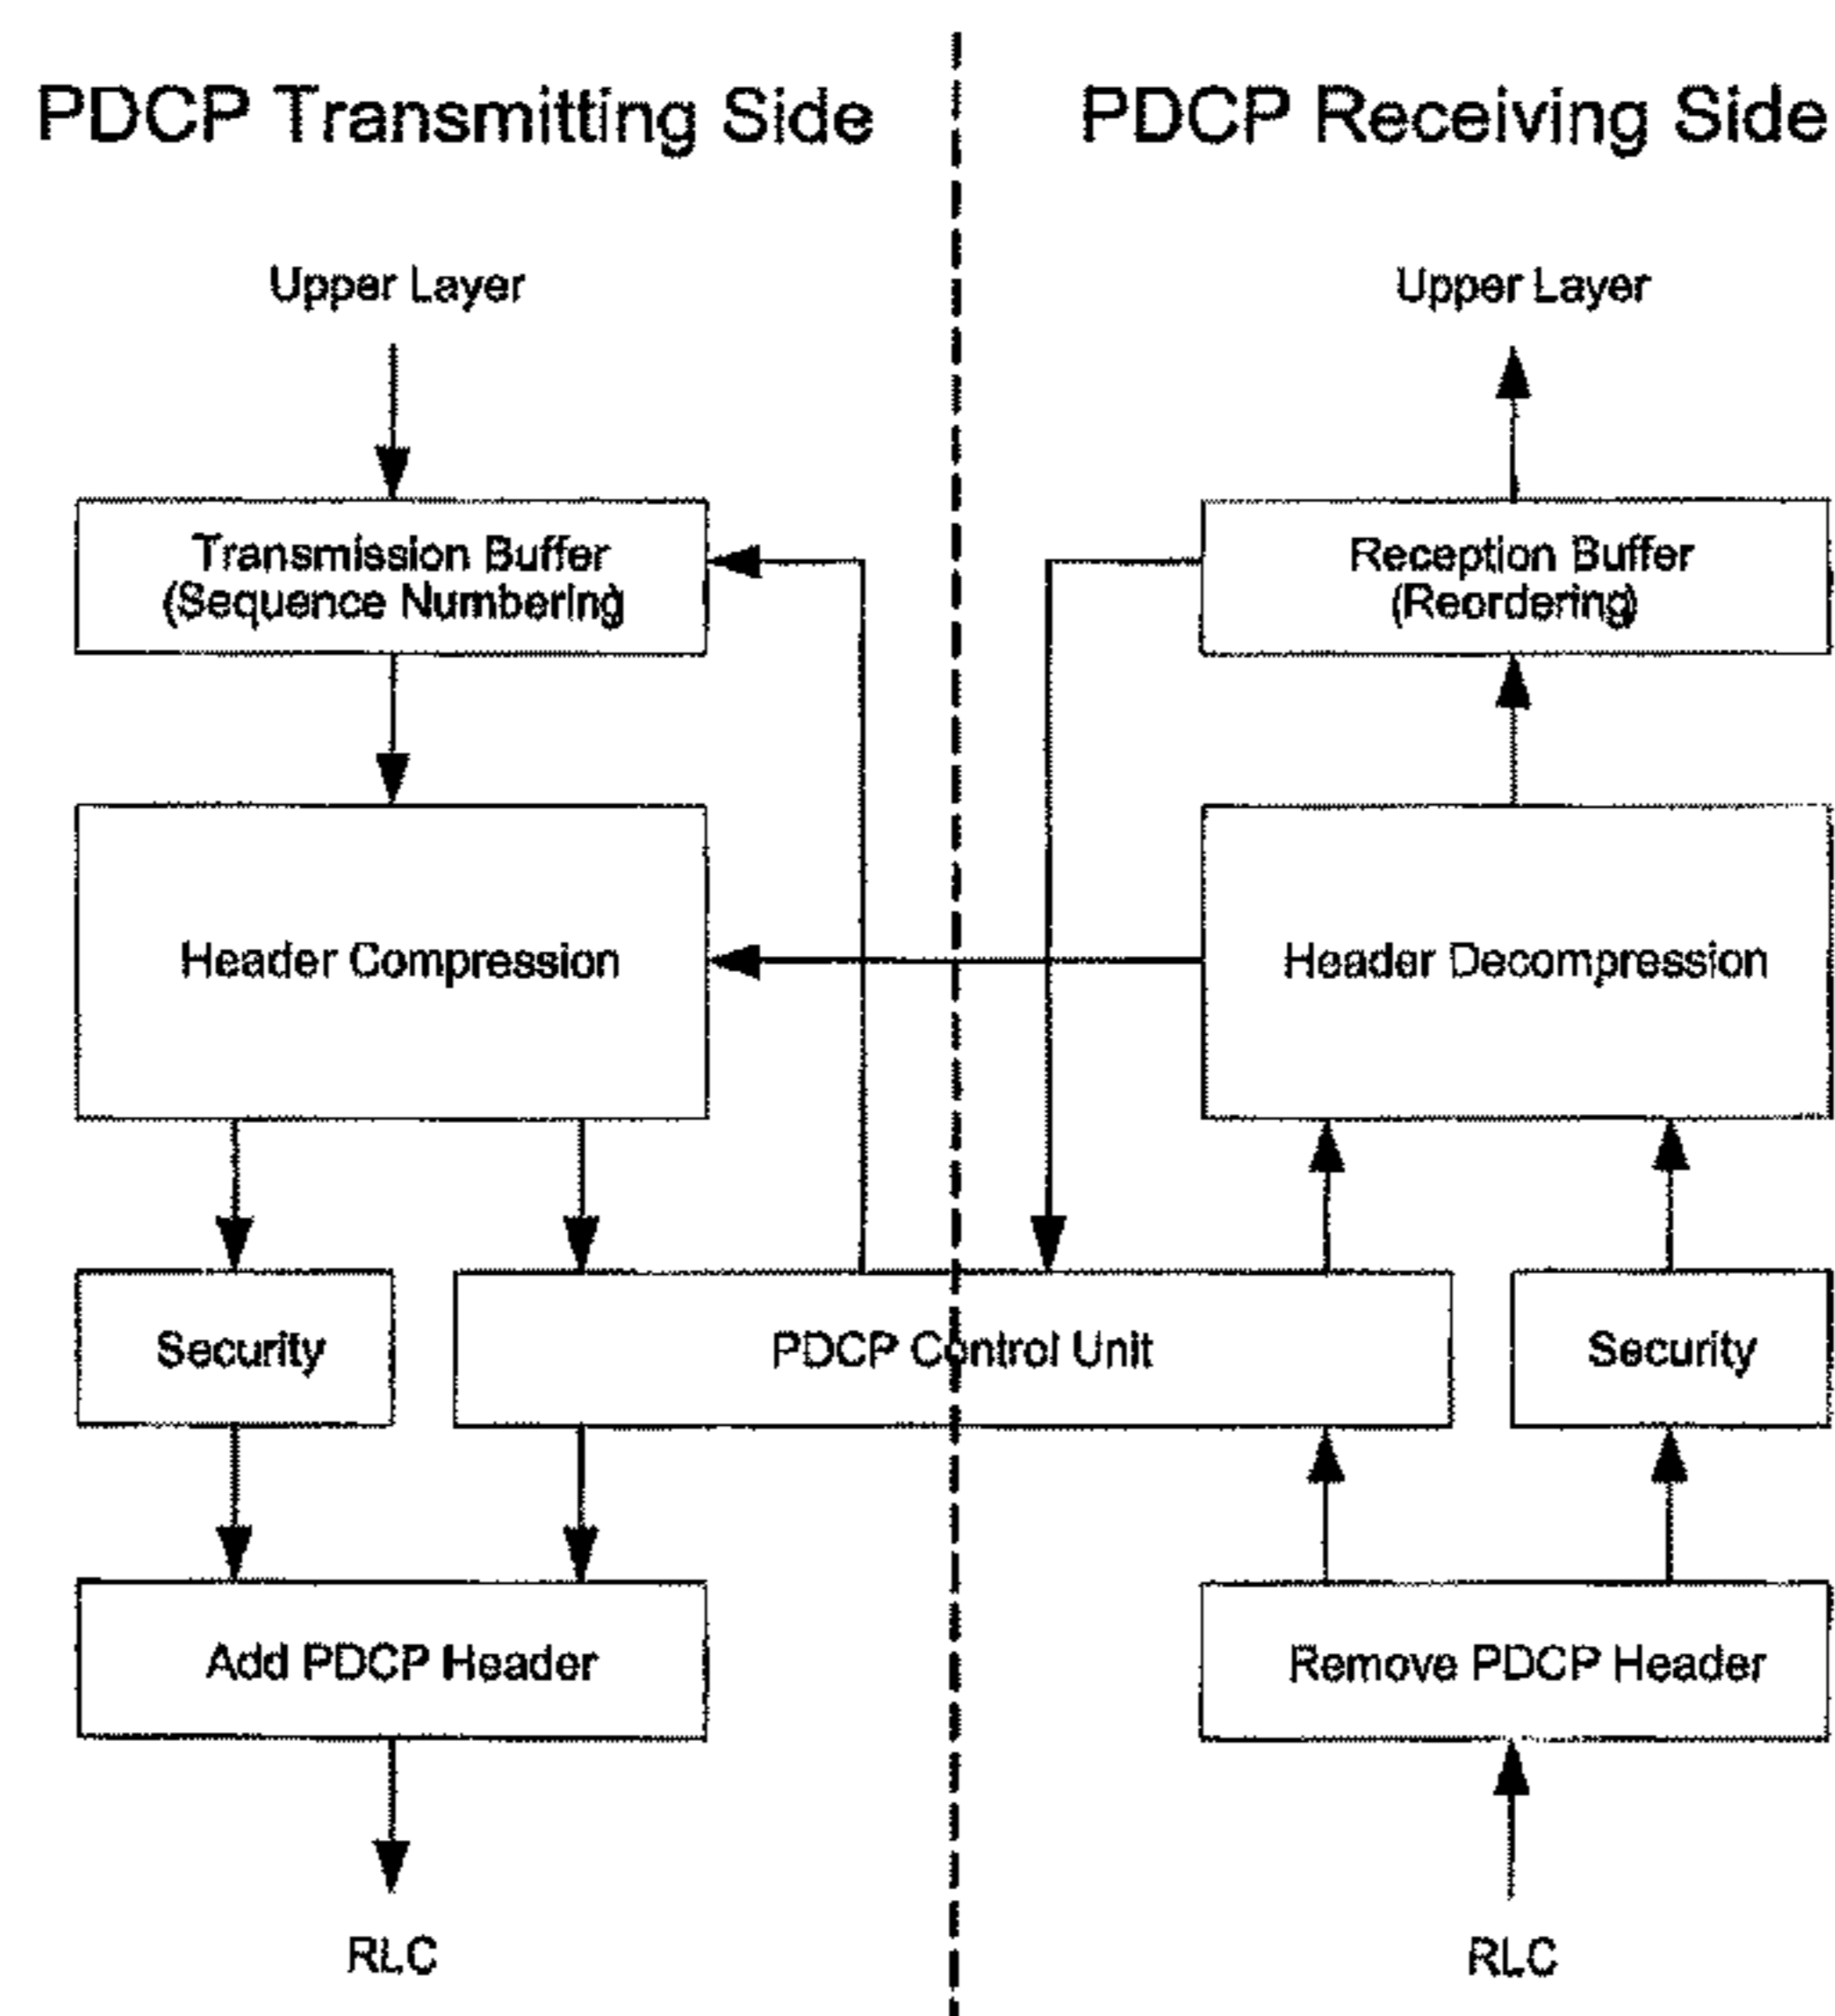 PDCP Transmitting Side
PDCP Receiving Side
Upper Layer
Upper Layer
Transmission Buffer
(Sequence Numbering)
Reception Buffer
(Reordering)
Header Compression
Header Decompression
Security
PDCP Control Unit
Security
Add PDCP Header
Remove PDCP Header
RLC
RLC